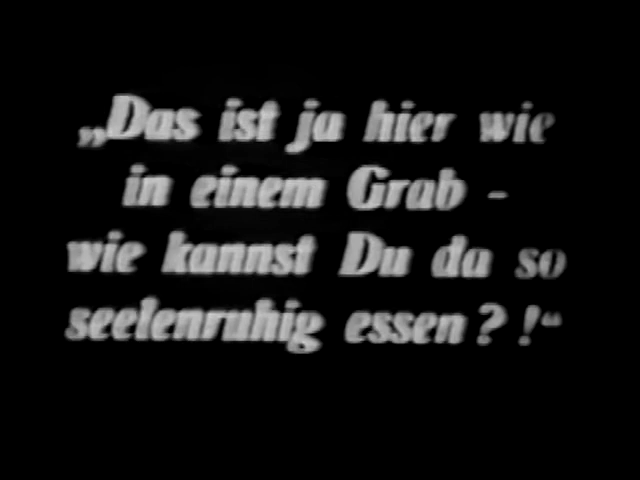 „Das ist ja hier wie
in einem Grab -
wie kannst Du da so
seelenruhig essen?!“